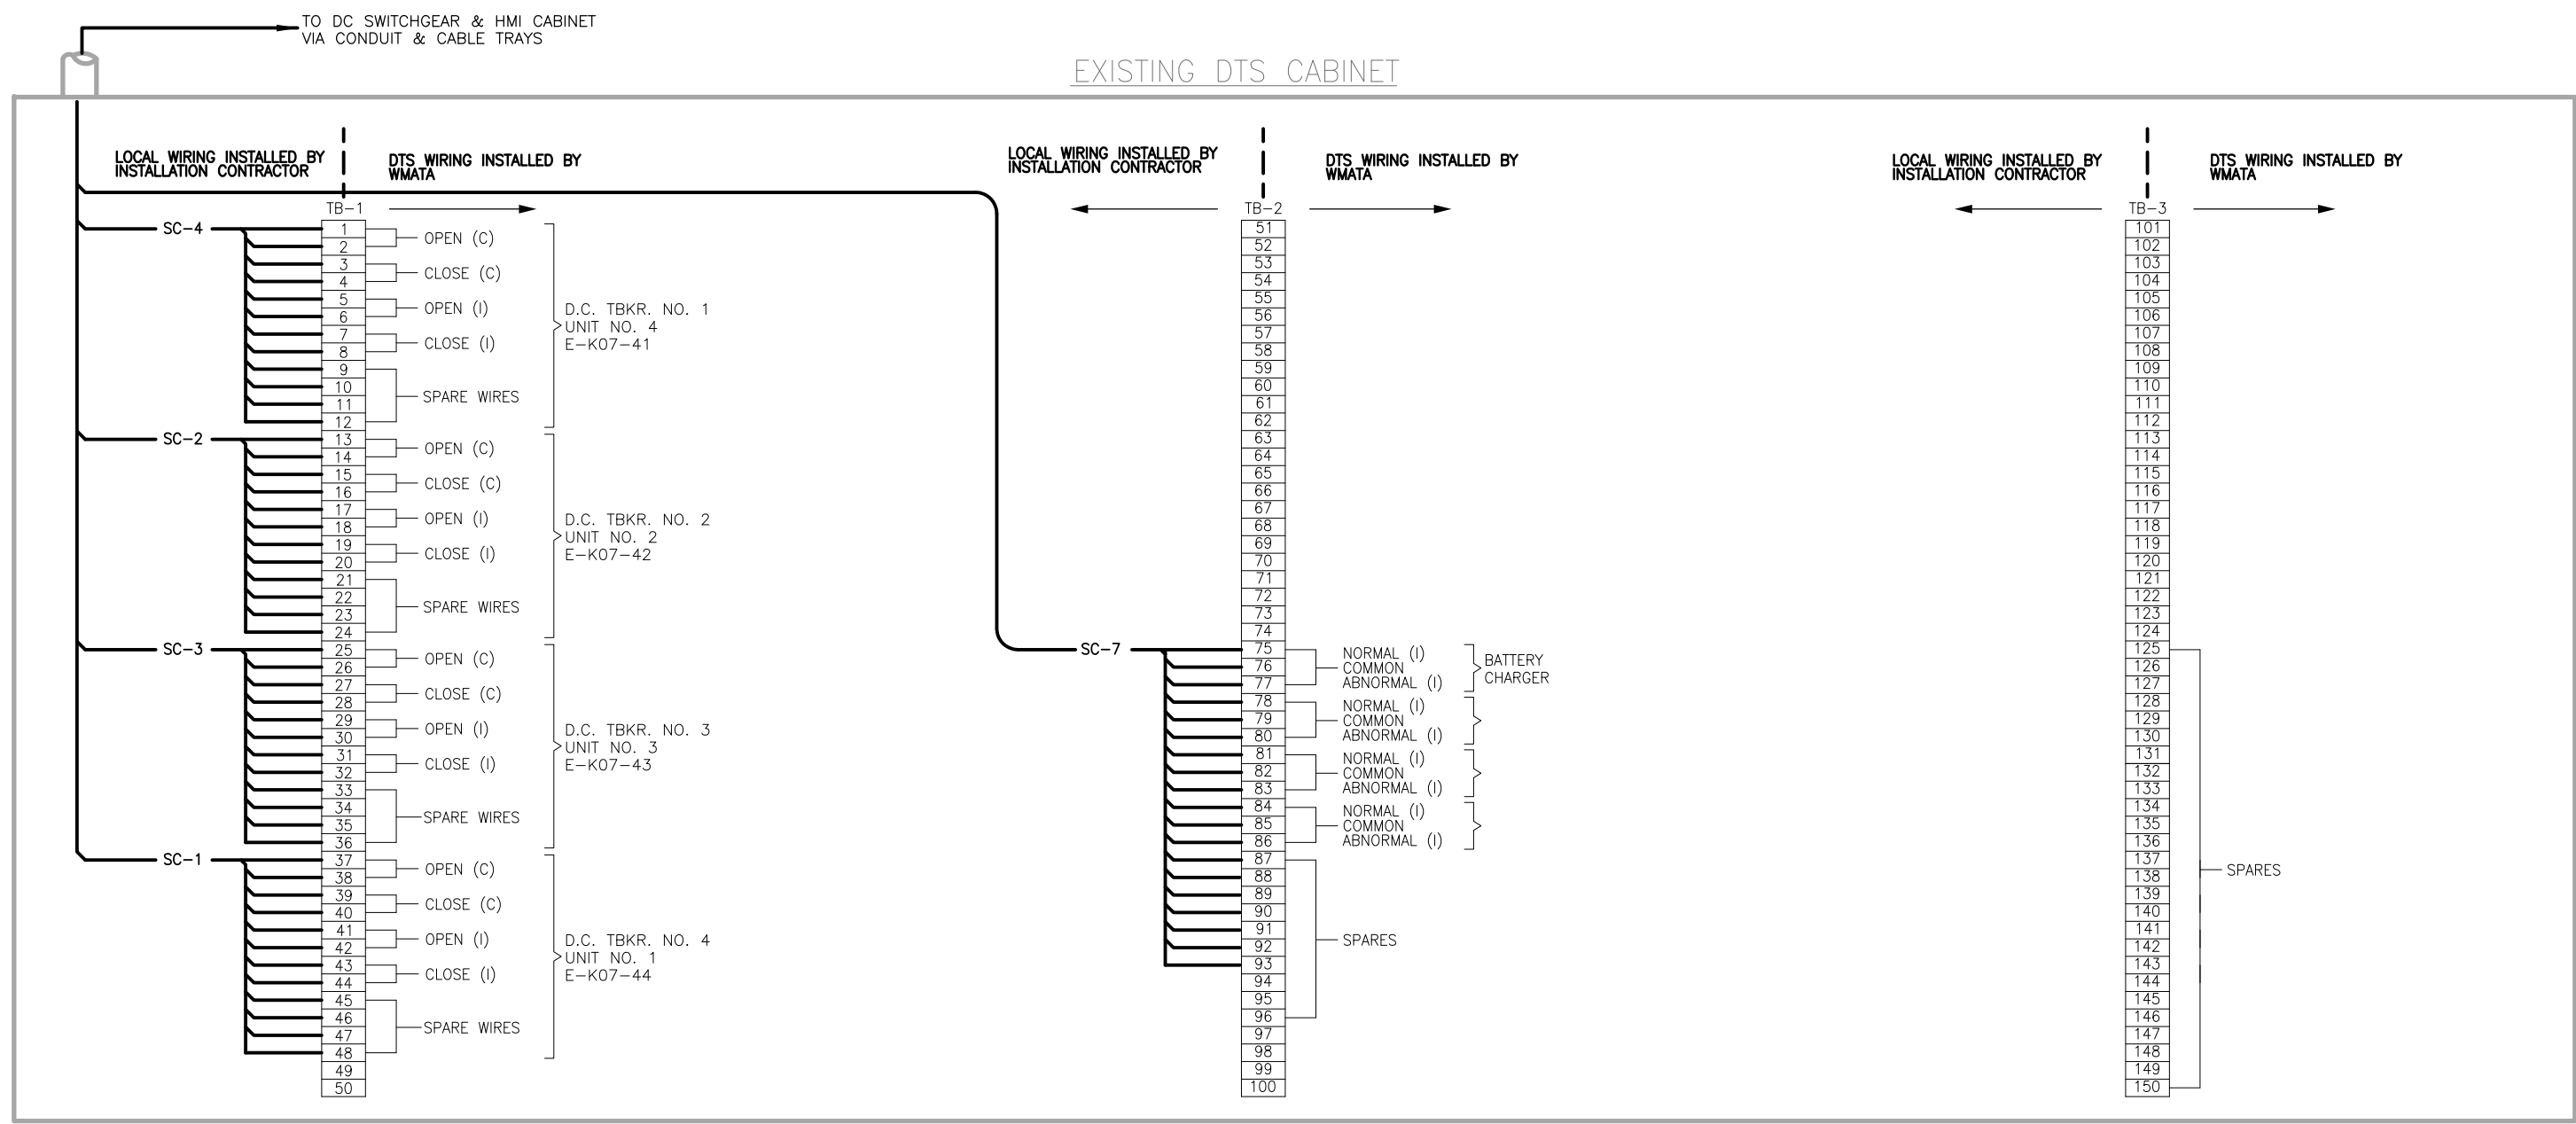 TO DC SWITCHGEAR & HMI CABINET
VIA CONDUIT & CABLE TRAYS
EXISTING DTS CABINET
LOCAL WIRING INSTALLED BY
INSTALLATION CONTRACTOR
DTS WIRING INSTALLED BY
WMATA
TB-1
SC-4
1
2
3
4
5
6
7
8
9
10
11
12
OPEN (C)
CLOSE (C)
OPEN (I)
CLOSE (I)
SPARE WIRES
D.C. TBKR. NO. 1
UNIT NO. 4
E-K07-41
SC-2
13
14
15
16
17
18
19
20
21
22
23
24
OPEN (C)
CLOSE (C)
OPEN (I)
CLOSE (I)
SPARE WIRES
D.C. TBKR. NO. 2
UNIT NO. 2
E-K07-42
SC-3
25
26
27
28
29
30
31
32
33
34
35
36
OPEN (C)
CLOSE (C)
OPEN (I)
CLOSE (I)
SPARE WIRES
D.C. TBKR. NO. 3
UNIT NO. 3
E-K07-43
SC-1
37
38
39
40
41
42
43
44
45
46
47
48
49
50
OPEN (C)
CLOSE (C)
OPEN (I)
CLOSE (I)
SPARE WIRES
D.C. TBKR. NO. 4
UNIT NO. 1
E-K07-44
LOCAL WIRING INSTALLED BY
INSTALLATION CONTRACTOR
DTS WIRING INSTALLED BY
WMATA
TB-2
51
52
53
54
55
56
57
58
59
60
61
62
63
64
65
66
67
68
69
70
71
72
73
74
SC-7
75
76
77
78
79
80
81
82
83
84
85
86
87
88
89
90
91
92
93
94
95
96
97
98
99
100
NORMAL (I)
COMMON
ABNORMAL (I)
BATTERY
CHARGER
NORMAL (I)
COMMON
ABNORMAL (I)
NORMAL (I)
COMMON
ABNORMAL (I)
NORMAL (I)
COMMON
ABNORMAL (I)
SPARES
LOCAL WIRING INSTALLED BY
INSTALLATION CONTRACTOR
DTS WIRING INSTALLED BY
WMATA
TB-3
101
102
103
104
105
106
107
108
109
110
111
112
113
114
115
116
117
118
119
120
121
122
123
124
125
126
127
128
129
130
131
132
133
134
135
136
137
138
139
140
141
142
143
144
145
146
147
148
149
150
SPARES